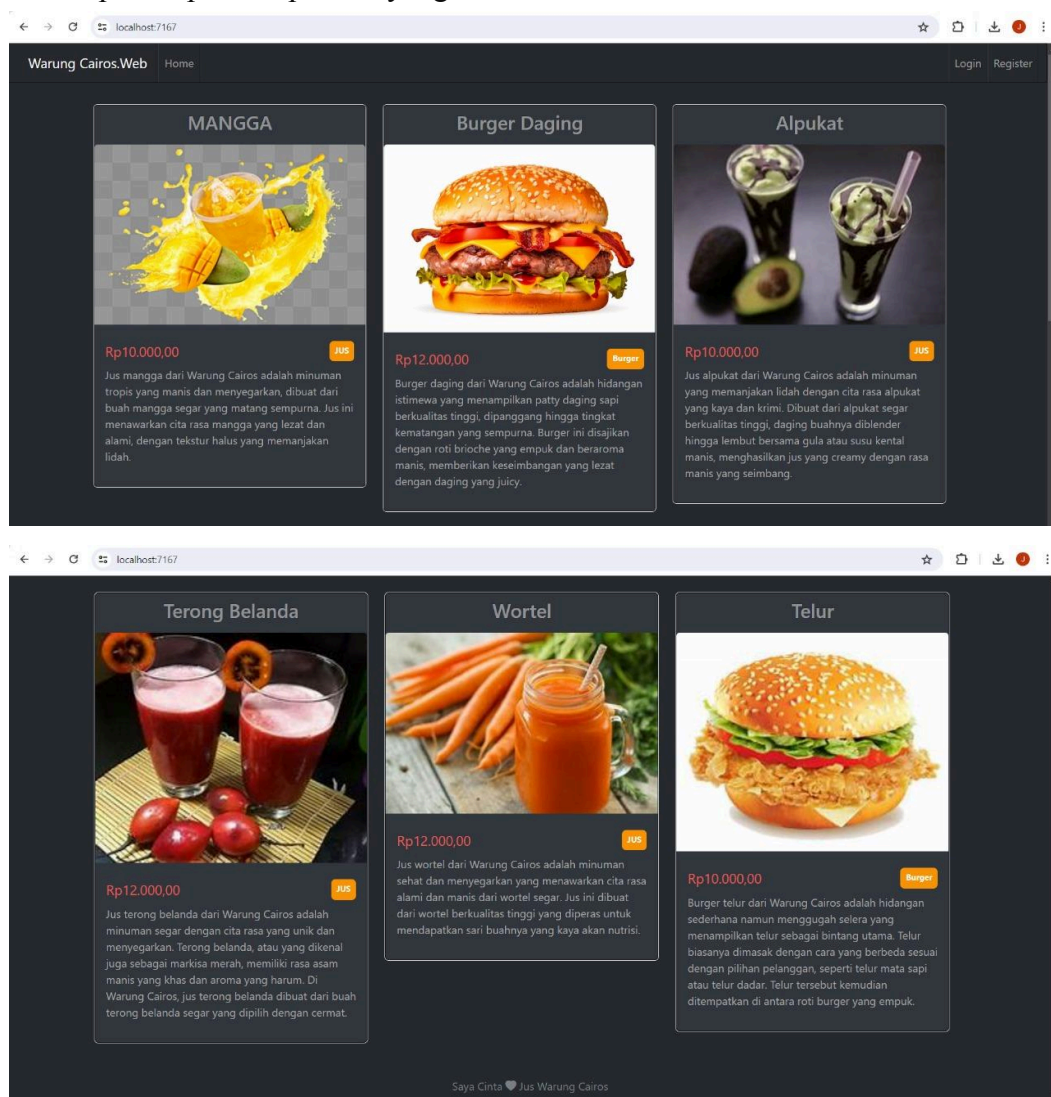 localhost:7167
Warung Cairos.Web Home Login Register
MANGGA
Rp10.000,00 JUS
Jus mangga dari Warung Cairos adalah minuman
tropis yang manis dan menyegarkan, dibuat dari
buah mangga segar yang matang sempurna. Jus ini
menawarkan cita rasa mangga yang lezat dan
alami, dengan tekstur halus yang memanjakan
lidah.
Burger Daging
Rp12.000,00 Burger
Burger daging dari Warung Cairos adalah hidangan
istimewa yang menampilkan patty daging sapi
berkualitas tinggi, dipanggang hingga tingkat
kematangan yang sempurna. Burger ini disajikan
dengan roti brioche yang empuk dan beraroma
manis, memberikan keseimbangan yang lezat
dengan daging yang juicy.
Alpukat
Rp10.000,00 JUS
Jus alpukat dari Warung Cairos adalah minuman
yang memanjakan lidah dengan cita rasa alpukat
yang kaya dan krimi. Dibuat dari alpukat segar
berkualitas tinggi, daging buahnya diblender
hingga lembut bersama gula atau susu kental
manis, menghasilkan jus yang creamy dengan rasa
manis yang seimbang.
localhost:7167
Terong Belanda
Rp12.000,00 JUS
Jus terong belanda dari Warung Cairos adalah
minuman segar dengan cita rasa yang unik dan
menyegarkan. Terong belanda, atau yang dikenal
juga sebagai markisa merah, memiliki rasa asam
manis yang khas dan aroma yang harum. Di
Warung Cairos, jus terong belanda dibuat dari buah
terong belanda segar yang dipilih dengan cermat.
Wortel
Rp12.000,00 JUS
Jus wortel dari Warung Cairos adalah minuman
sehat dan menyegarkan yang menawarkan cita rasa
alami dan manis dari wortel segar. Jus ini dibuat
dari wortel berkualitas tinggi yang diperas untuk
mendapatkan sari buahnya yang kaya akan nutrisi.
Telur
Rp10.000,00 Burger
Burger telur dari Warung Cairos adalah hidangan
sederhana namun menggugah selera yang
menampilkan telur sebagai bintang utama. Telur
biasanya dimasak dengan cara yang berbeda sesuai
dengan pilihan pelanggan, seperti telur mata sapi
atau telur dadar. Telur tersebut kemudian
ditempatkan di antara roti burger yang empuk.
Saya Cinta ♥ Jus Warung Cairos